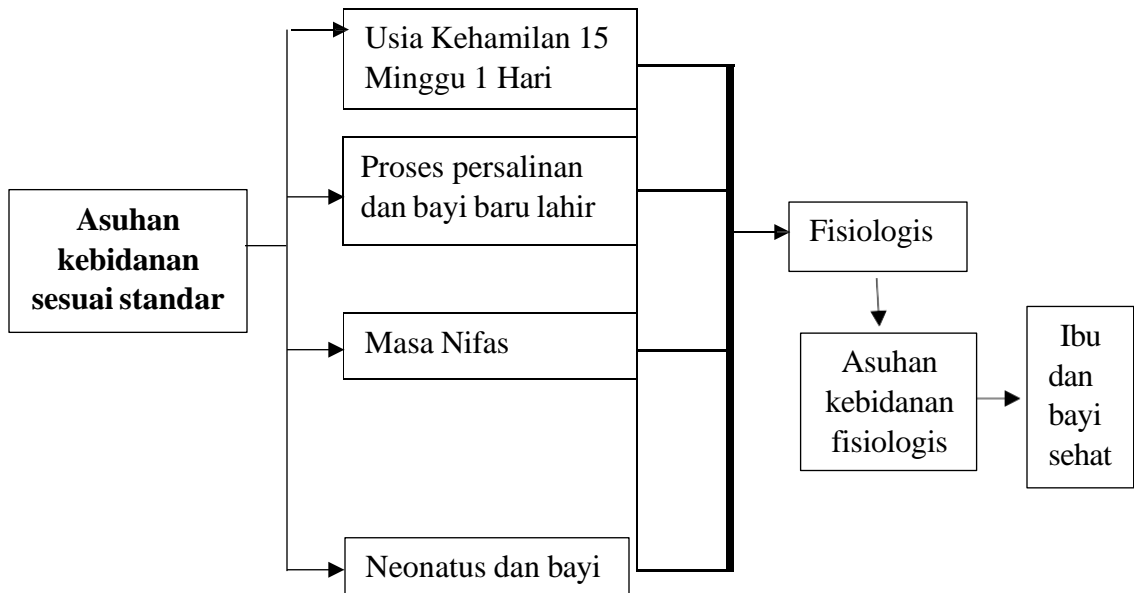 Asuhan
kebidanan
sesuai standar
Usia Kehamilan 15
Minggu 1 Hari
Proses persalinan
dan bayi baru lahir
Masa Nifas
Neonatus dan bayi
Fisiologis
Asuhan
kebidanan
fisiologis
Ibu
dan
bayi
sehat